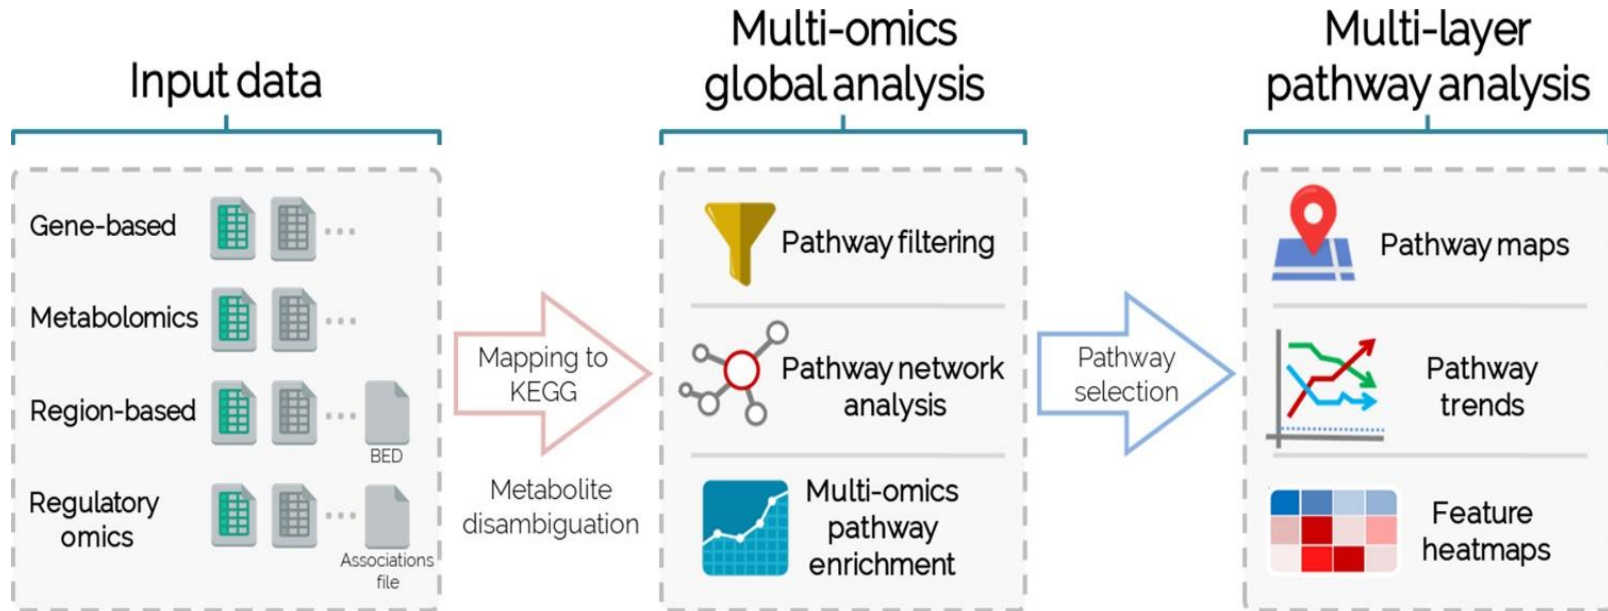 Input data
Multi-omics
global analysis
Multi-layer
pathway analysis
Gene-based
Metabolomics
Region-based
BED
Regulatory
omics
Associations
file
Mapping to
KEGG
Metabolite
disambiguation
Pathway filtering
Pathway network
analysis
Multi-omics
pathway
enrichment
Pathway
selection
Pathway maps
Pathway
trends
Feature
heatmaps